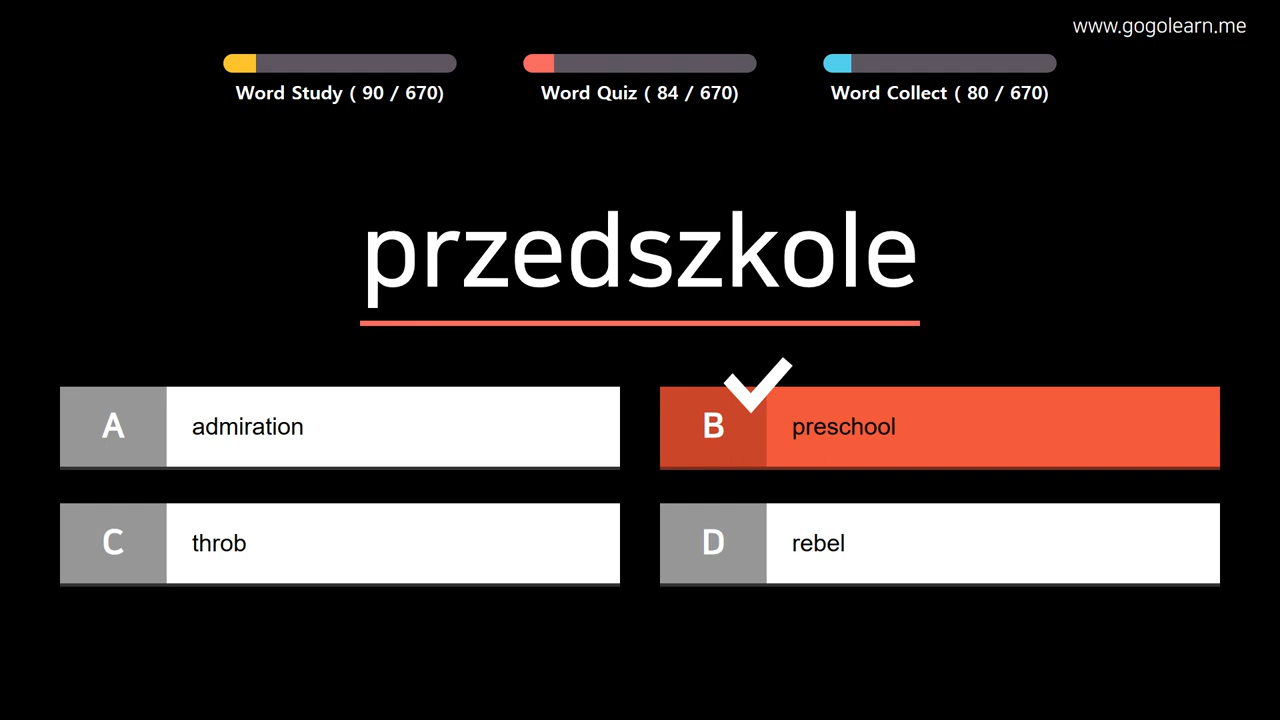 www.gogolearn.me
Word Study ( 90 / 670)
Word Quiz ( 84 / 670)
Word Collect ( 80 / 670)
przedszkole
A admiration
B preschool
C throb
D rebel